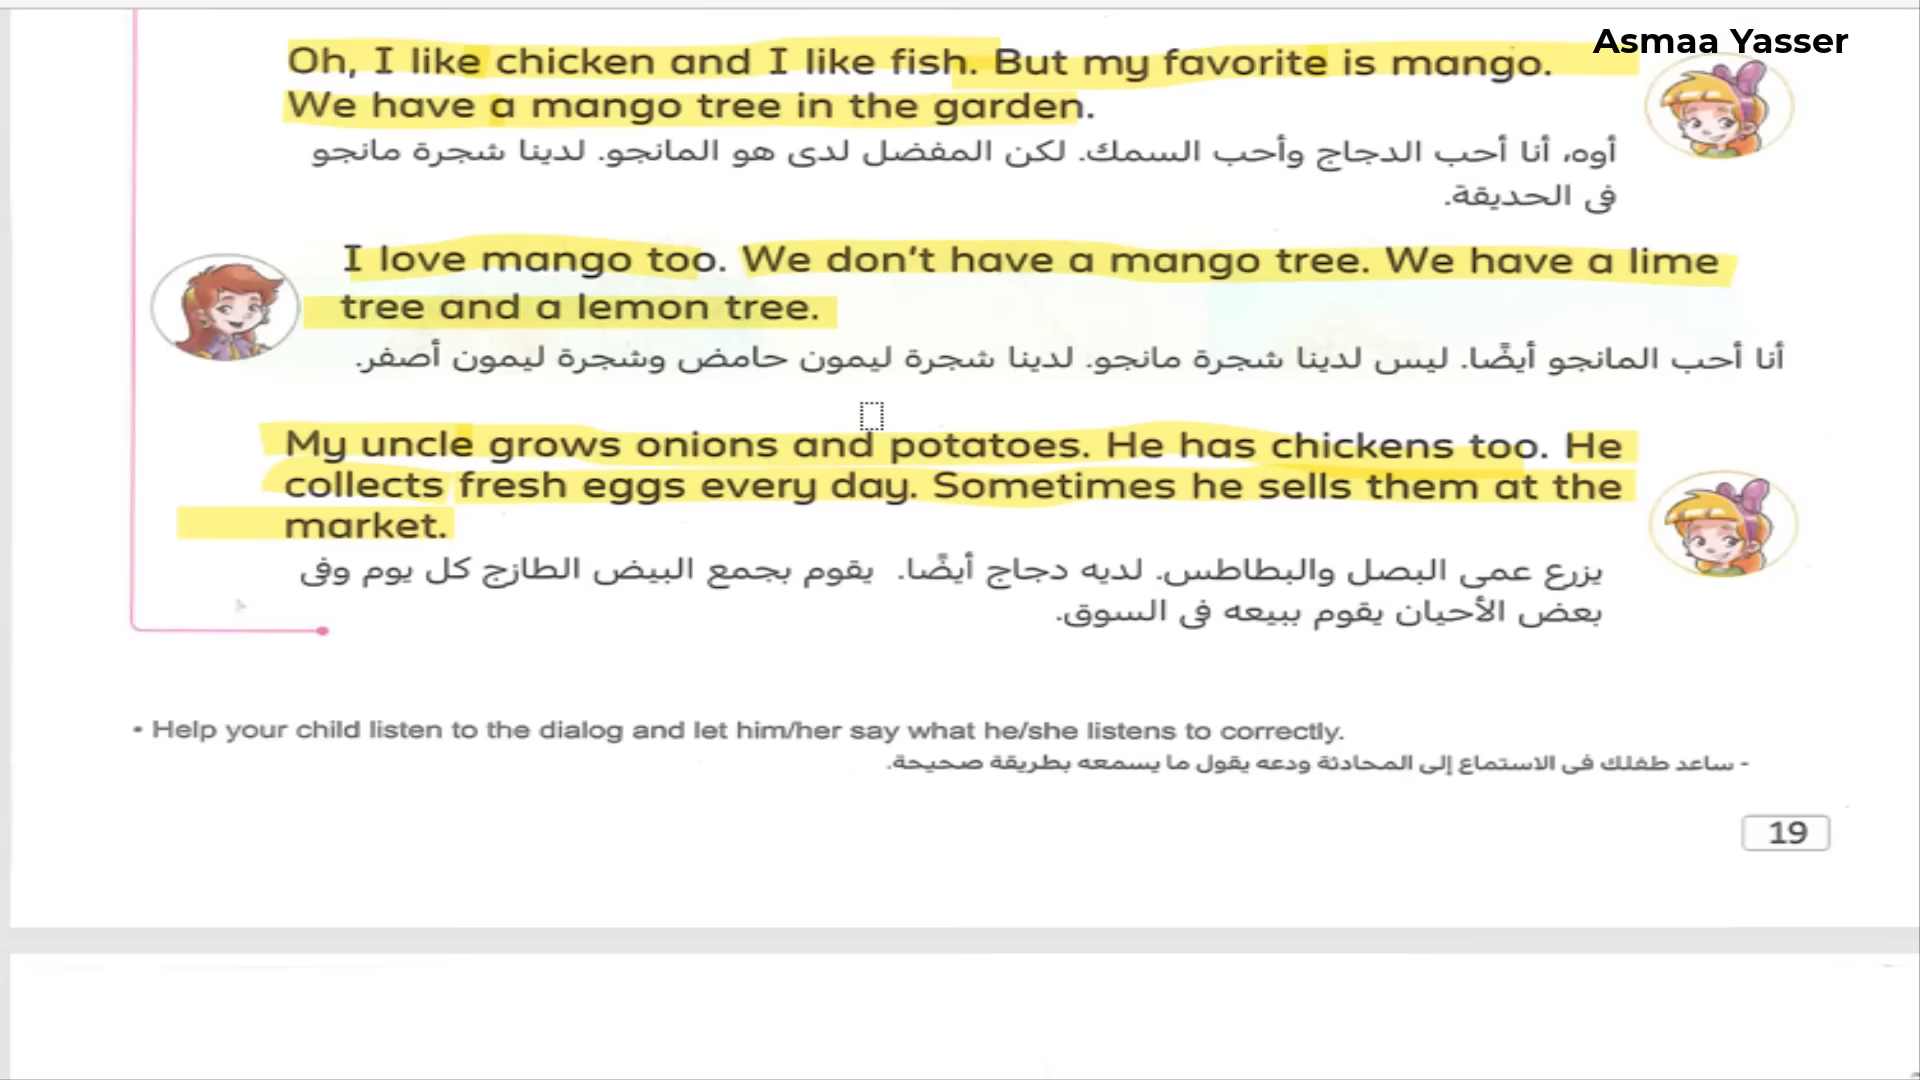 Asmaa Yasser
Oh, I like chicken and I like fish. But my favorite is mango.
We have a mango tree in the garden.
أوه، أنا أحب الدجاج وأحب السمك. لكن المفضل لدى هو المانجو. لدينا شجرة مانجو
فى الحديقة.
I love mango too. We don't have a mango tree. We have a lime
tree and a lemon tree.
أنا أحب المانجو أيضًا. ليس لدينا شجرة مانجو. لدينا شجرة ليمون حامض وشجرة ليمون أصفر.
My uncle grows onions and potatoes. He has chickens too. He
collects fresh eggs every day. Sometimes he sells them at the
market.
يزرع عمى البصل والبطاطس. لديه دجاج أيضًا. يقوم بجمع البيض الطازج كل يوم وفى
بعض الأحيان يقوم ببيعه فى السوق.
• Help your child listen to the dialog and let him/her say what he/she listens to correctly.
- ساعد طفلك فى الاستماع إلى المحادثة ودعه يقول ما يسمعه بطريقة صحيحة.
19